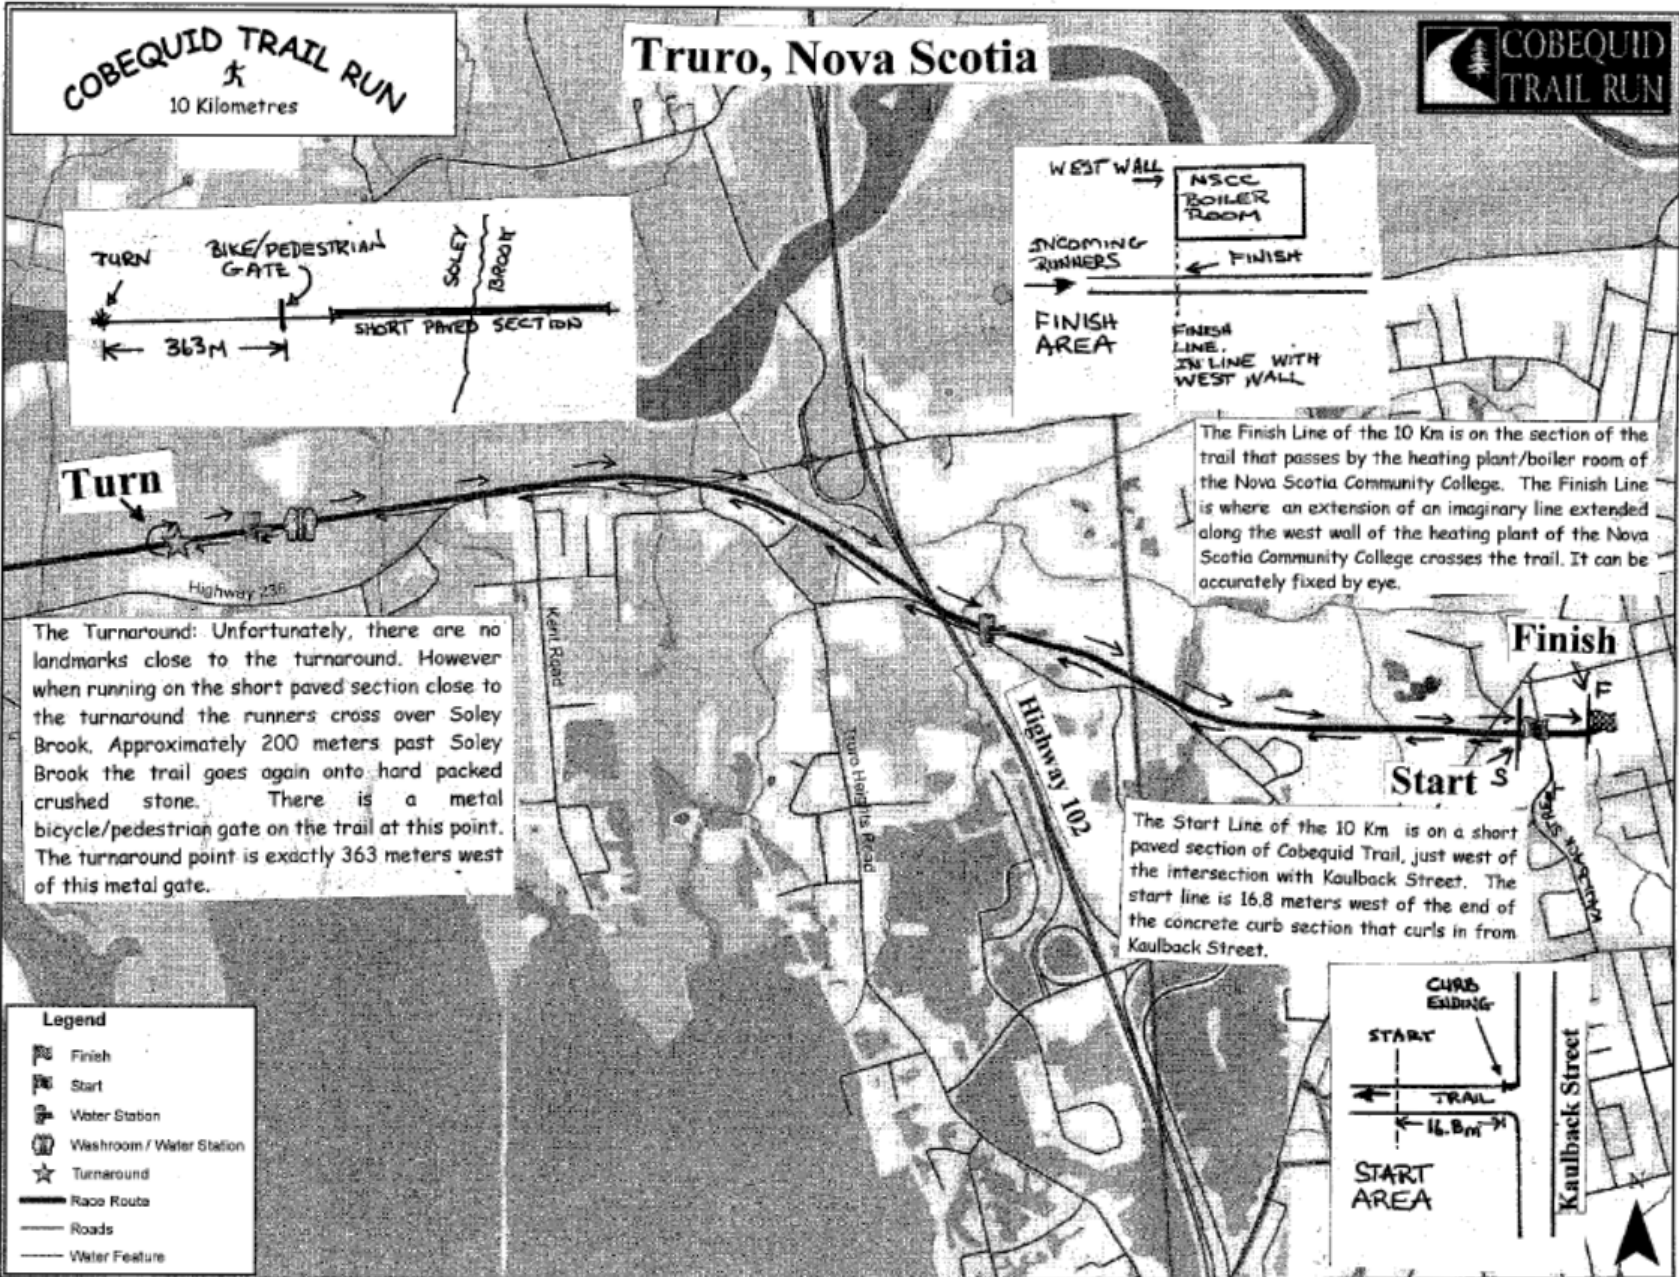 COBEQUID TRAIL RUN
10 Kilometres
Truro, Nova Scotia
COBEQUID
TRAIL RUN
TURN
BIKE/PEDESTRIAN
GATE
SOLEY
BROOK
SHORT PAVED SECTION
363M
WEST WALL
NSCC
BOILER
ROOM
INCOMING
RUNNERS
FINISH
FINISH
AREA
FINISH
LINE.
IN LINE WITH
WEST WALL
The Finish Line of the 10 Km is on the section of the
trail that passes by the heating plant/boiler room of
the Nova Scotia Community College. The Finish Line
is where an extension of an imaginary line extended
along the west wall of the heating plant of the Nova
Scotia Community College crosses the trail. It can be
accurately fixed by eye.
Turn
Highway 236
Kent Road
Truro Heights Road
Highway 102
Finish
F
Start
S
KAULBACK STREET
The Turnaround: Unfortunately, there are no
landmarks close to the turnaround. However
when running on the short paved section close to
the turnaround the runners cross over Soley
Brook. Approximately 200 meters past Soley
Brook the trail goes again onto hard packed
crushed stone. There is a metal
bicycle/pedestrian gate on the trail at this point.
The turnaround point is exactly 363 meters west
of this metal gate.
The Start Line of the 10 Km is on a short
paved section of Cobequid Trail, just west of
the intersection with Kaulback Street. The
start line is 16.8 meters west of the end of
the concrete curb section that curls in from
Kaulback Street.
Legend
Finish
Start
Water Station
Washroom / Water Station
Turnaround
Race Route
Roads
Water Feature
CURB
ENDING
START
TRAIL
16.8m
START
AREA
Kaulback Street
N